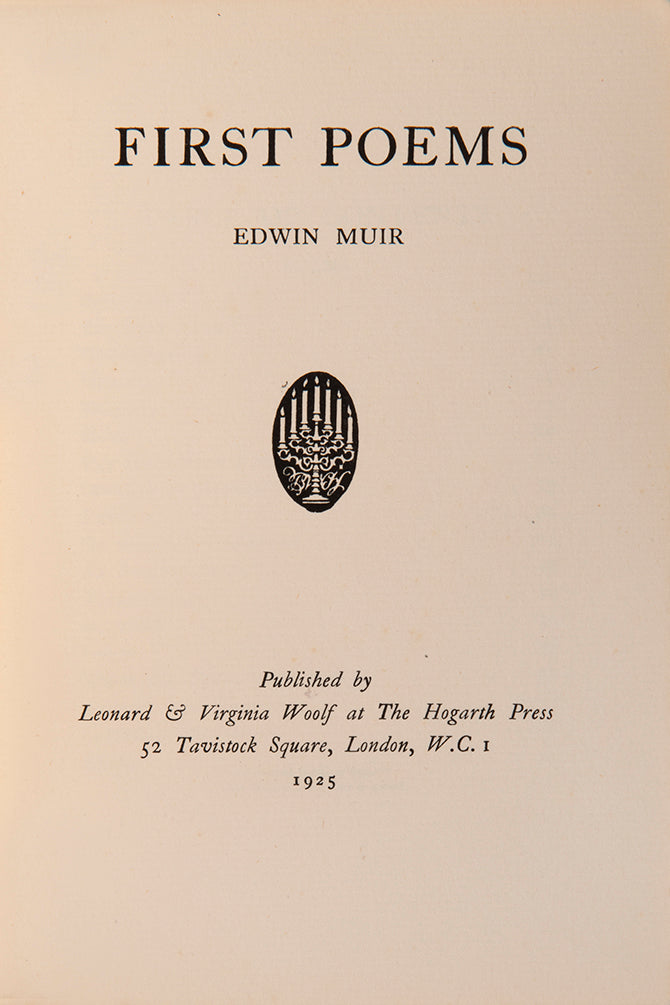 FIRST POEMS
EDWIN MUIR
Published by
Leonard & Virginia Woolf at The Hogarth Press
52 Tavistock Square, London, W.C. 1
1925